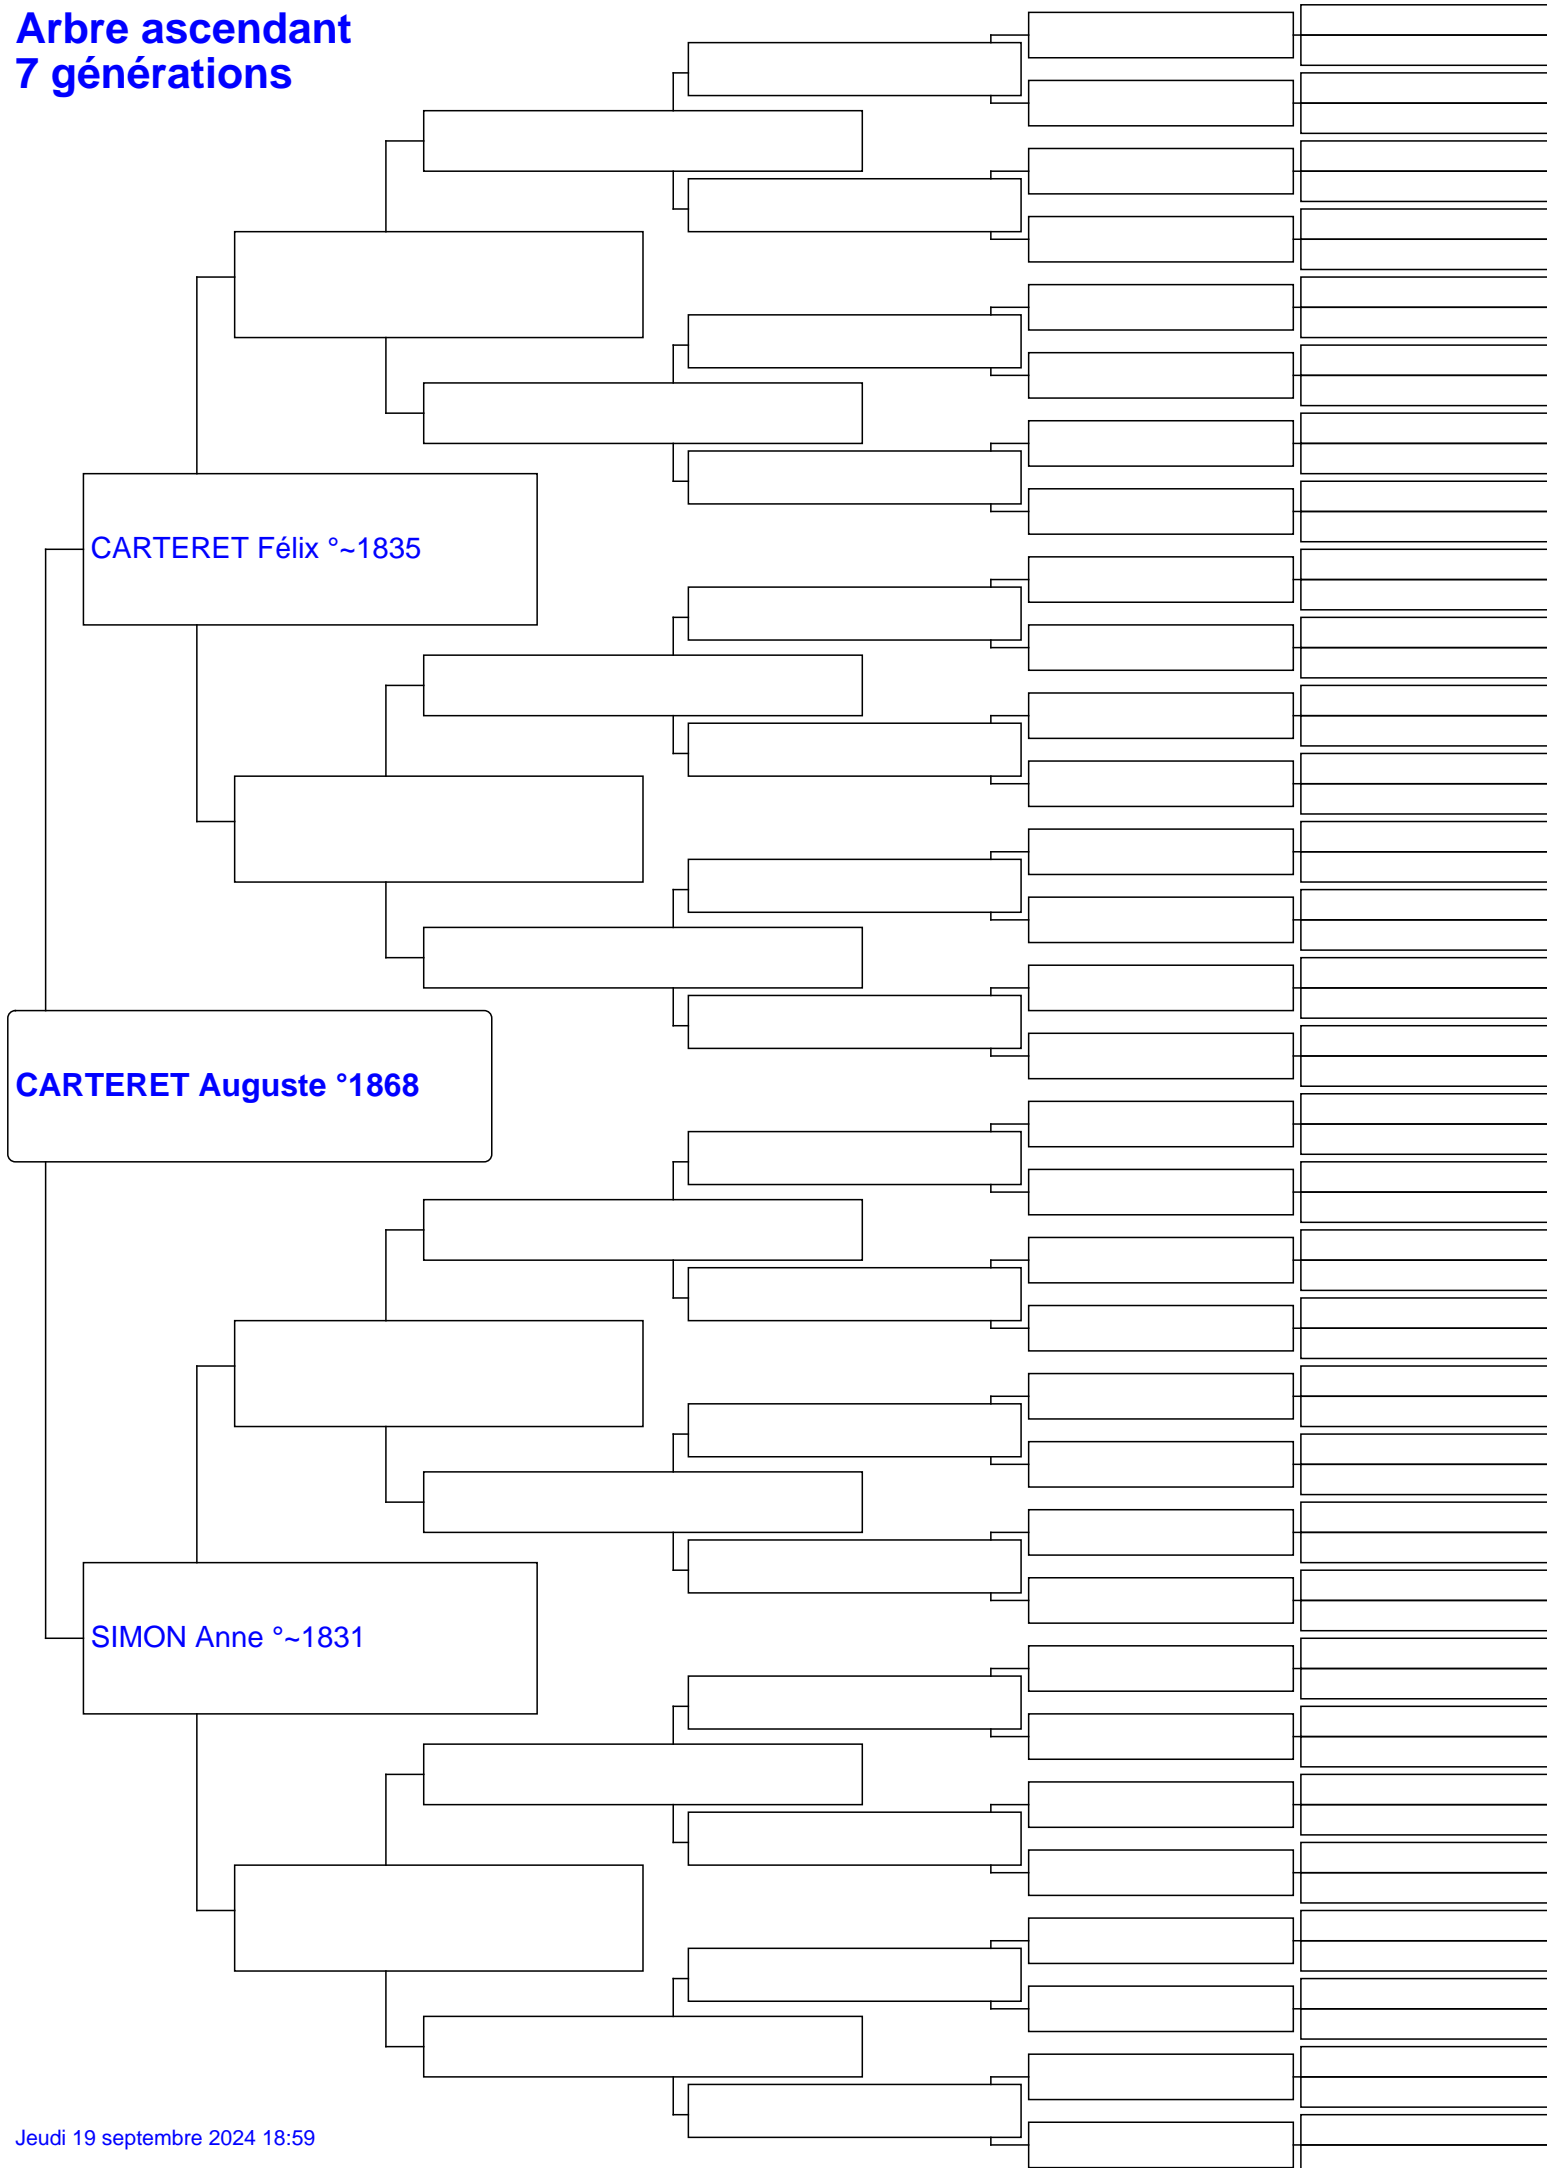 Arbre ascendant
7 générations
CARTERET Félix °~1835
CARTERET Auguste °1868
SIMON Anne °~1831
Jeudi 19 septembre 2024 18:59